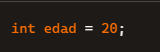 int edad = 20;